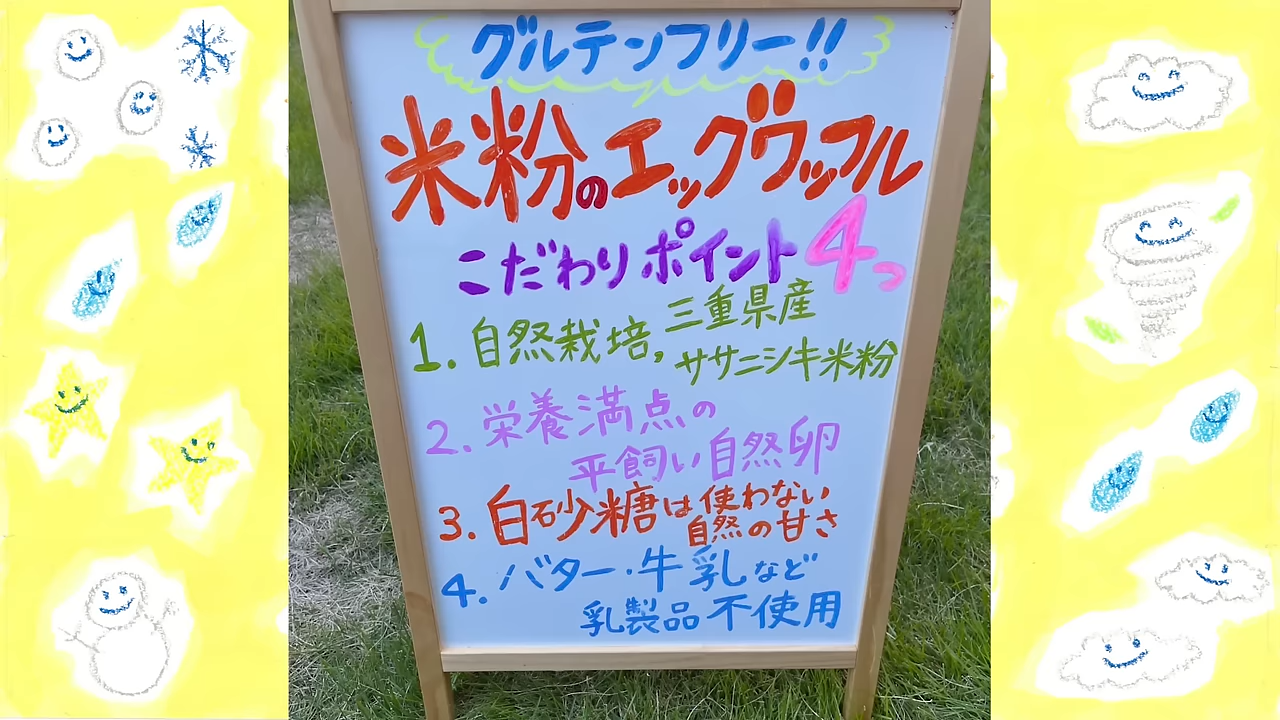 グルテンフリー!!
米粉のエッグワッフル
こだわりポイント4つ
1.自然栽培,三重県産
ササニシキ米粉
2.栄養満点の
平飼い自然卵
3.白砂糖は使わない
自然の甘さ
4.バター・牛乳など
乳製品不使用